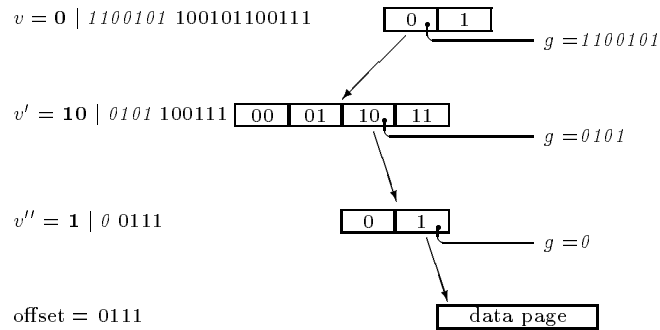 v = 0 | 1100101 100101100111
0 1
g =1100101
v′ = 10 | 0101 100111
00 01 10 11
g =0101
v′′ = 1 | 0 0111
0 1
g =0
offset = 0111
data page